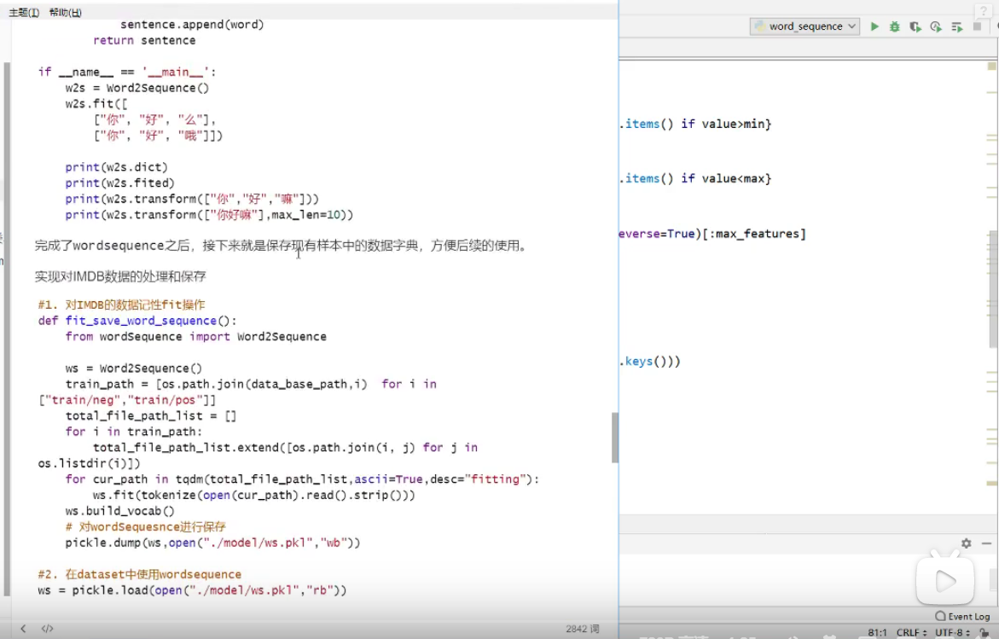 主题(T) 帮助(H)
sentence.append(word)
return sentence
if __name__ == '__main__':
w2s = Word2Sequence()
w2s.fit([
["你", "好", "么"],
["你", "好", "哦"]])
print(w2s.dict)
print(w2s.fited)
print(w2s.transform(["你","好","嘛"]))
print(w2s.transform(["你好嘛"],max_len=10))
完成了wordsequence之后，接下来就是保存现有样本中的数据字典，方便后续的使用。
实现对IMDB数据的处理和保存
#1. 对IMDB的数据记性fit操作
def fit_save_word_sequence():
from wordSequence import Word2Sequence
ws = Word2Sequence()
train_path = [os.path.join(data_base_path,i) for i in
["train/neg","train/pos"]]
total_file_path_list = []
for i in train_path:
total_file_path_list.extend([os.path.join(i, j) for j in
os.listdir(i)])
for cur_path in tqdm(total_file_path_list,ascii=True,desc="fitting"):
ws.fit(tokenize(open(cur_path).read().strip()))
ws.build_vocab()
# 对wordSequesnce进行保存
pickle.dump(ws,open("./model/ws.pkl","wb"))
#2. 在dataset中使用wordsequence
ws = pickle.load(open("./model/ws.pkl","rb"))
2842 词
word_sequence
.items() if value>min}
.items() if value<max}
everse=True)[:max_features]
.keys()))
Event Log
81:1 CRLF UTF-8